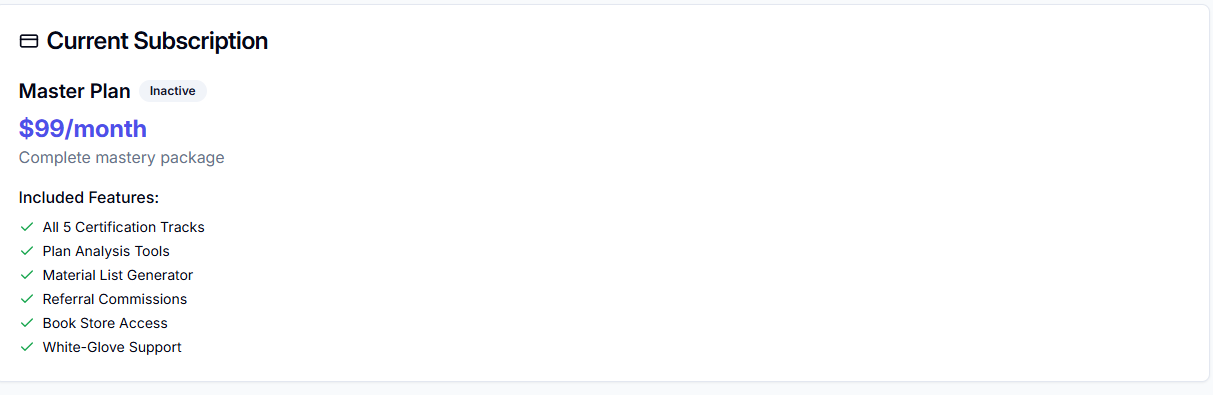 Current Subscription
Master Plan Inactive
$99/month
Complete mastery package
Included Features:
All 5 Certification Tracks
Plan Analysis Tools
Material List Generator
Referral Commissions
Book Store Access
White-Glove Support